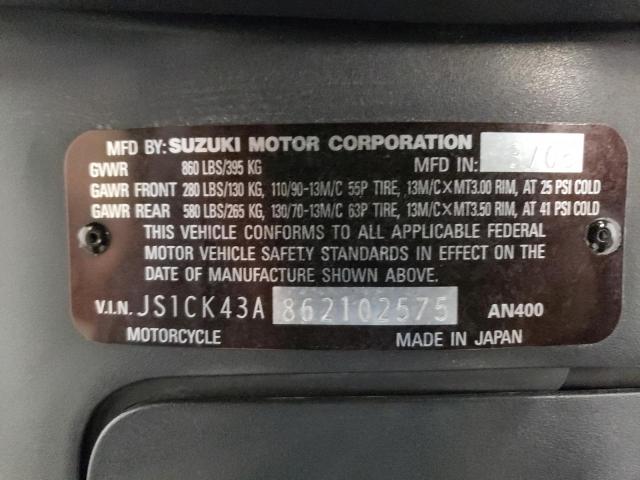 MFD BY: SUZUKI MOTOR CORPORATION
GVWR 860 LBS/395 KG MFD IN:
GAWR FRONT 280 LBS/130 KG, 110/90-13M/C 55P TIRE, 13M/C×MT3.00 RIM, AT 25 PSI COLD
GAWR REAR 580 LBS/265 KG, 130/70-13M/C 63P TIRE, 13M/C×MT3.50 RIM, AT 41 PSI COLD
THIS VEHICLE CONFORMS TO ALL APPLICABLE FEDERAL
MOTOR VEHICLE SAFETY STANDARDS IN EFFECT ON THE
DATE OF MANUFACTURE SHOWN ABOVE.
V.I.N. JS1CK43A862102575 AN400
MOTORCYCLE MADE IN JAPAN